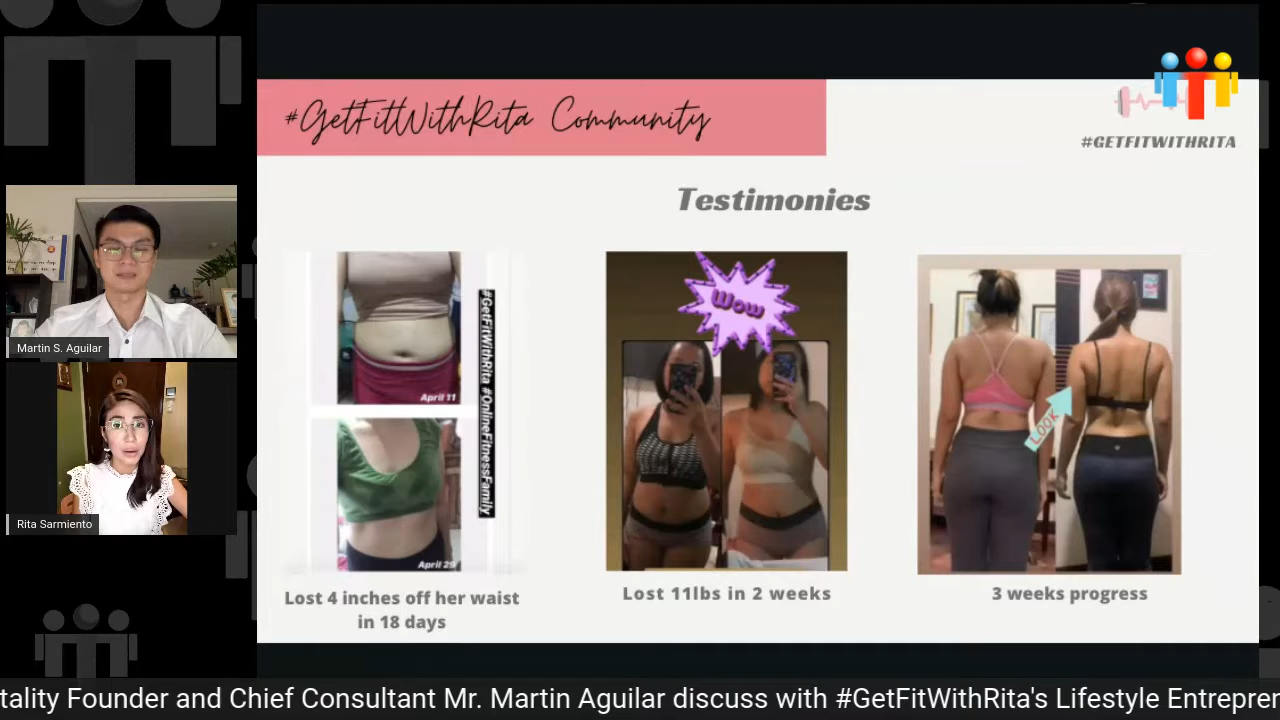 #GetFitWithRita Community
#GETFITWITHRITA
Testimonies
Martin S. Aguilar
Rita Sarmiento
April 11
April 29
#GetFitWithRita #OnlineFitnessFamily
Wow
LOOK
Lost 4 inches off her waist
in 18 days
Lost 11lbs in 2 weeks
3 weeks progress
tality Founder and Chief Consultant Mr. Martin Aguilar discuss with #GetFitWithRita's Lifestyle Entrepre